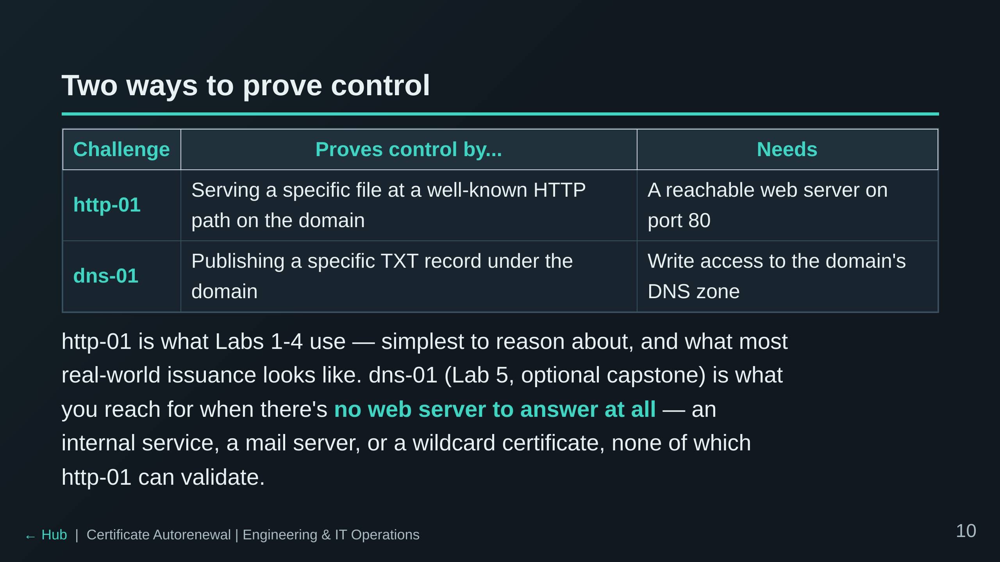 Two ways to prove control
Challenge
Proves control by...
Needs
http-01
Serving a specific file at a well-known HTTP
path on the domain
A reachable web server on
port 80
dns-01
Publishing a specific TXT record under the
domain
Write access to the domain's
DNS zone
http-01 is what Labs 1-4 use — simplest to reason about, and what most
real-world issuance looks like. dns-01 (Lab 5, optional capstone) is what
you reach for when there's no web server to answer at all — an
internal service, a mail server, or a wildcard certificate, none of which
http-01 can validate.
← Hub | Certificate Autorenewal | Engineering & IT Operations
10